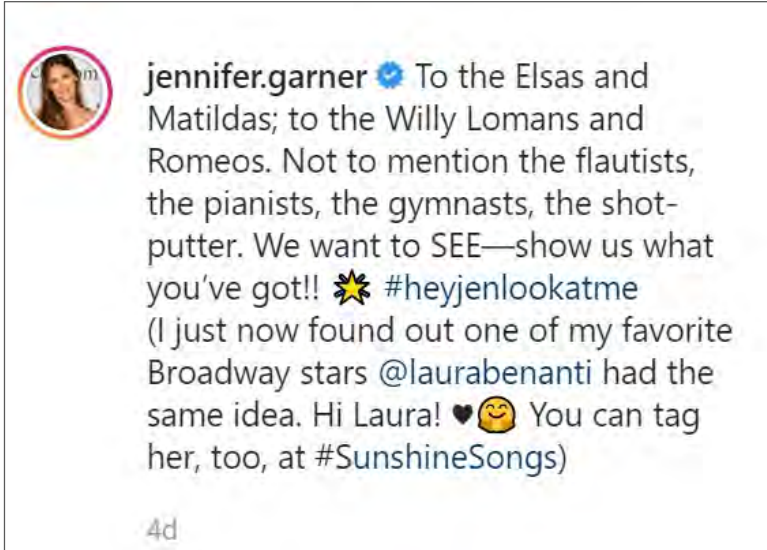 jennifer.garner To the Elsas and
Matildas; to the Willy Lomans and
Romeos. Not to mention the flautists,
the pianists, the gymnasts, the shot-
putter. We want to SEE—show us what
you've got!! 🌟 #heyjenlookatme
(I just now found out one of my favorite
Broadway stars @laurabenanti had the
same idea. Hi Laura! ♥🤗 You can tag
her, too, at #SunshineSongs)
4d